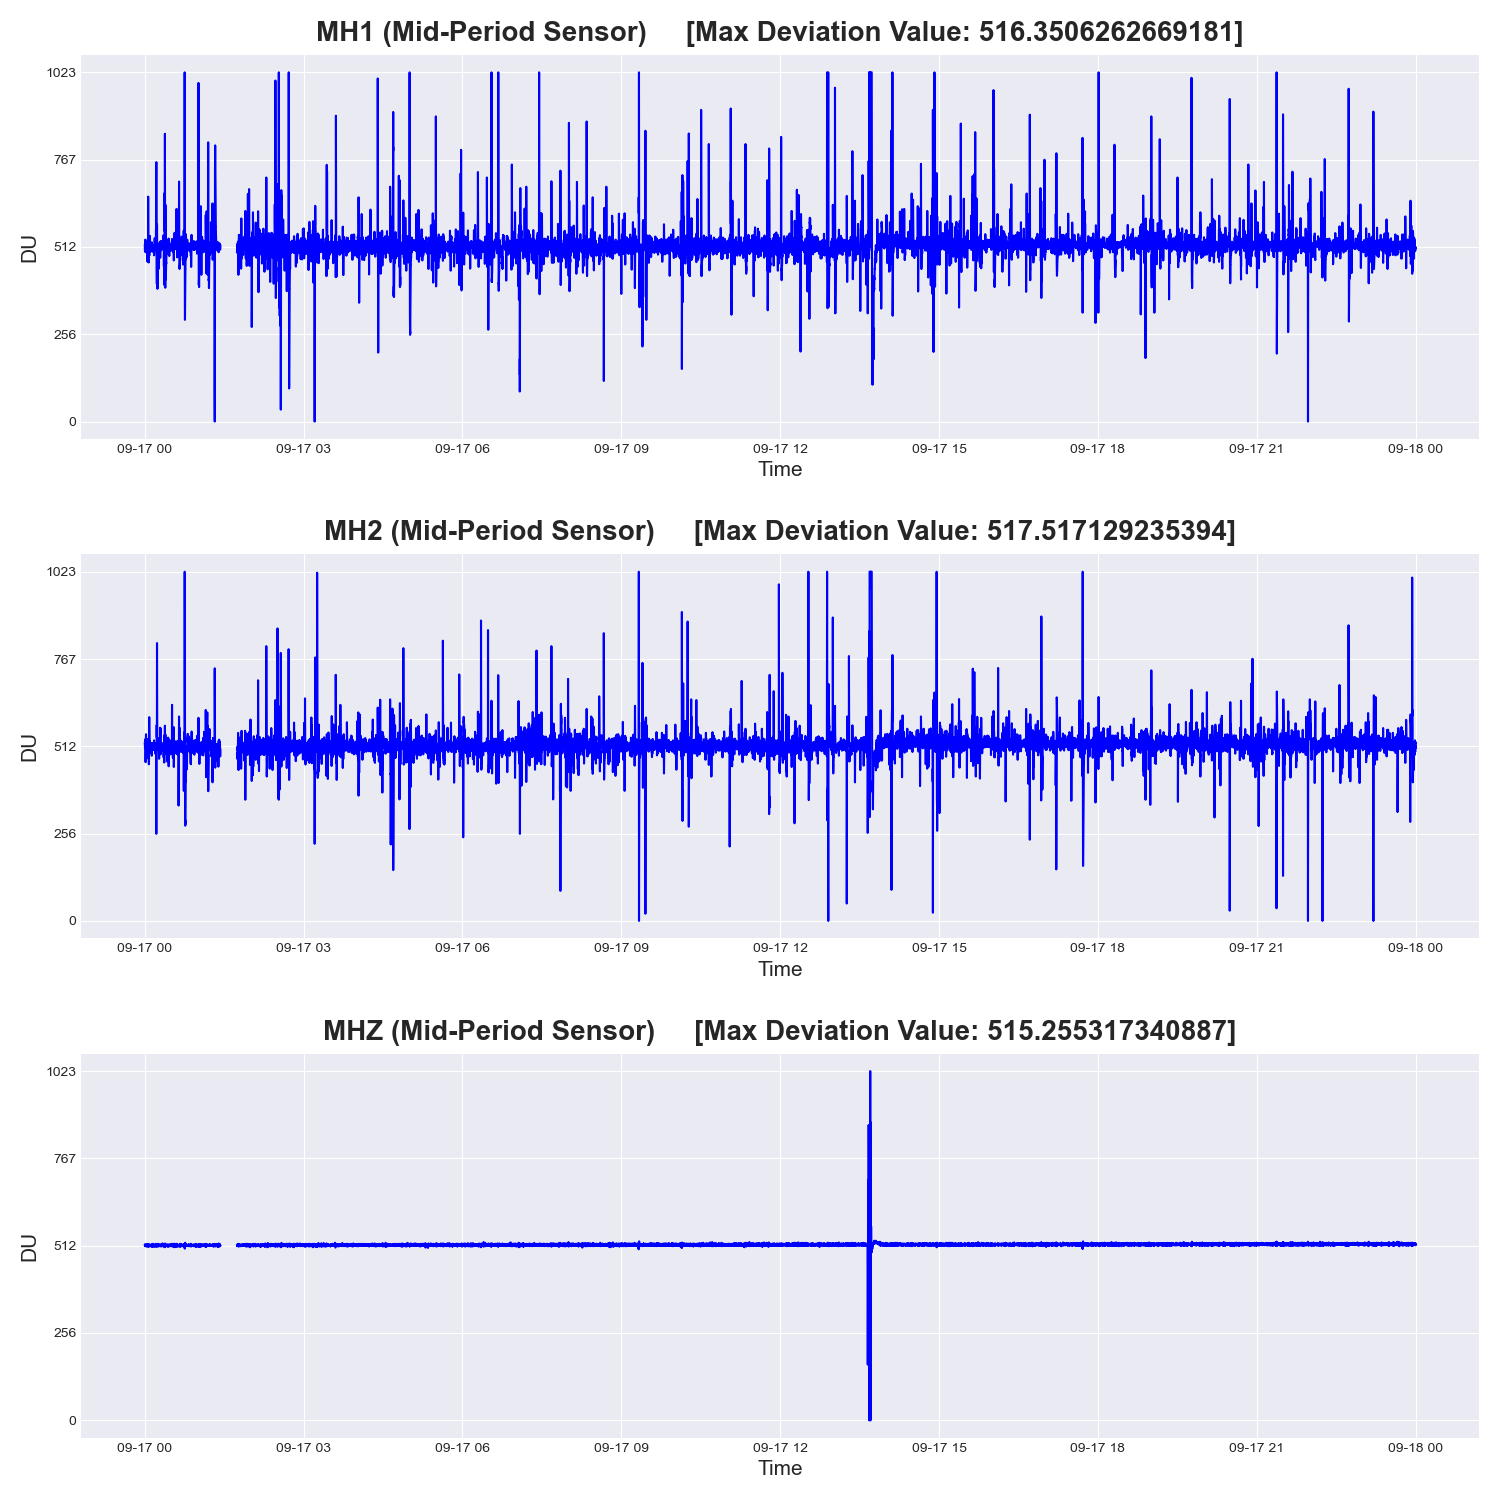 MH1 (Mid-Period Sensor) [Max Deviation Value: 516.3506262669181]
1023
767
512
256
0
DU
09-17 00 09-17 03 09-17 06 09-17 09 09-17 12 09-17 15 09-17 18 09-17 21 09-18 00
Time
MH2 (Mid-Period Sensor) [Max Deviation Value: 517.517129235394]
1023
767
512
256
0
DU
09-17 00 09-17 03 09-17 06 09-17 09 09-17 12 09-17 15 09-17 18 09-17 21 09-18 00
Time
MHZ (Mid-Period Sensor) [Max Deviation Value: 515.255317340887]
1023
767
512
256
0
DU
09-17 00 09-17 03 09-17 06 09-17 09 09-17 12 09-17 15 09-17 18 09-17 21 09-18 00
Time